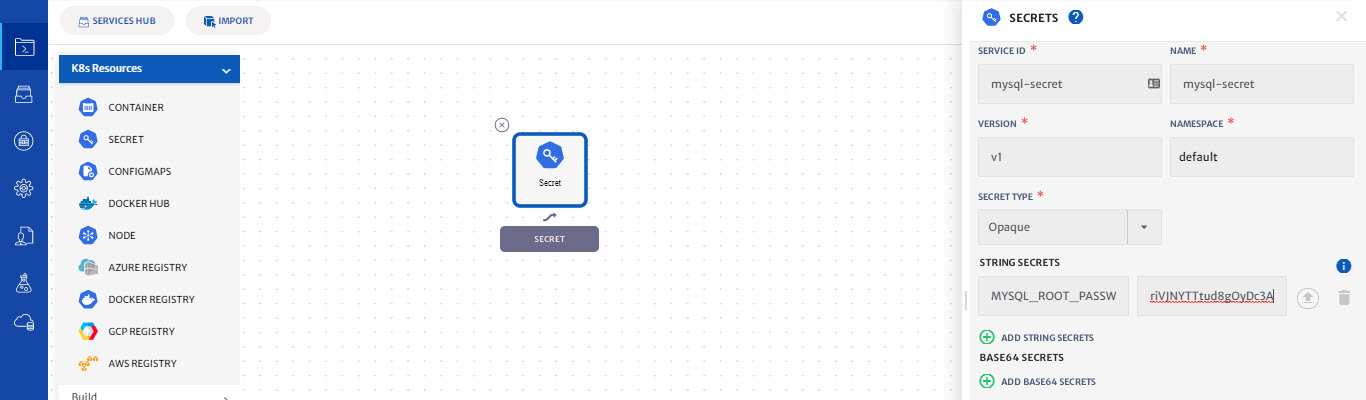 SERVICES HUB
IMPORT
K8s Resources
CONTAINER
SECRET
CONFIGMAPS
DOCKER HUB
NODE
AZURE REGISTRY
DOCKER REGISTRY
GCP REGISTRY
AWS REGISTRY
Build
Secret
SECRET
SECRETS ?
SERVICE ID * NAME *
mysql-secret mysql-secret
VERSION * NAMESPACE *
v1 default
SECRET TYPE *
Opaque
STRING SECRETS
MYSQL_ROOT_PASSW riVJNYTTtud8gOyDc3A
ADD STRING SECRETS
BASE64 SECRETS
ADD BASE64 SECRETS